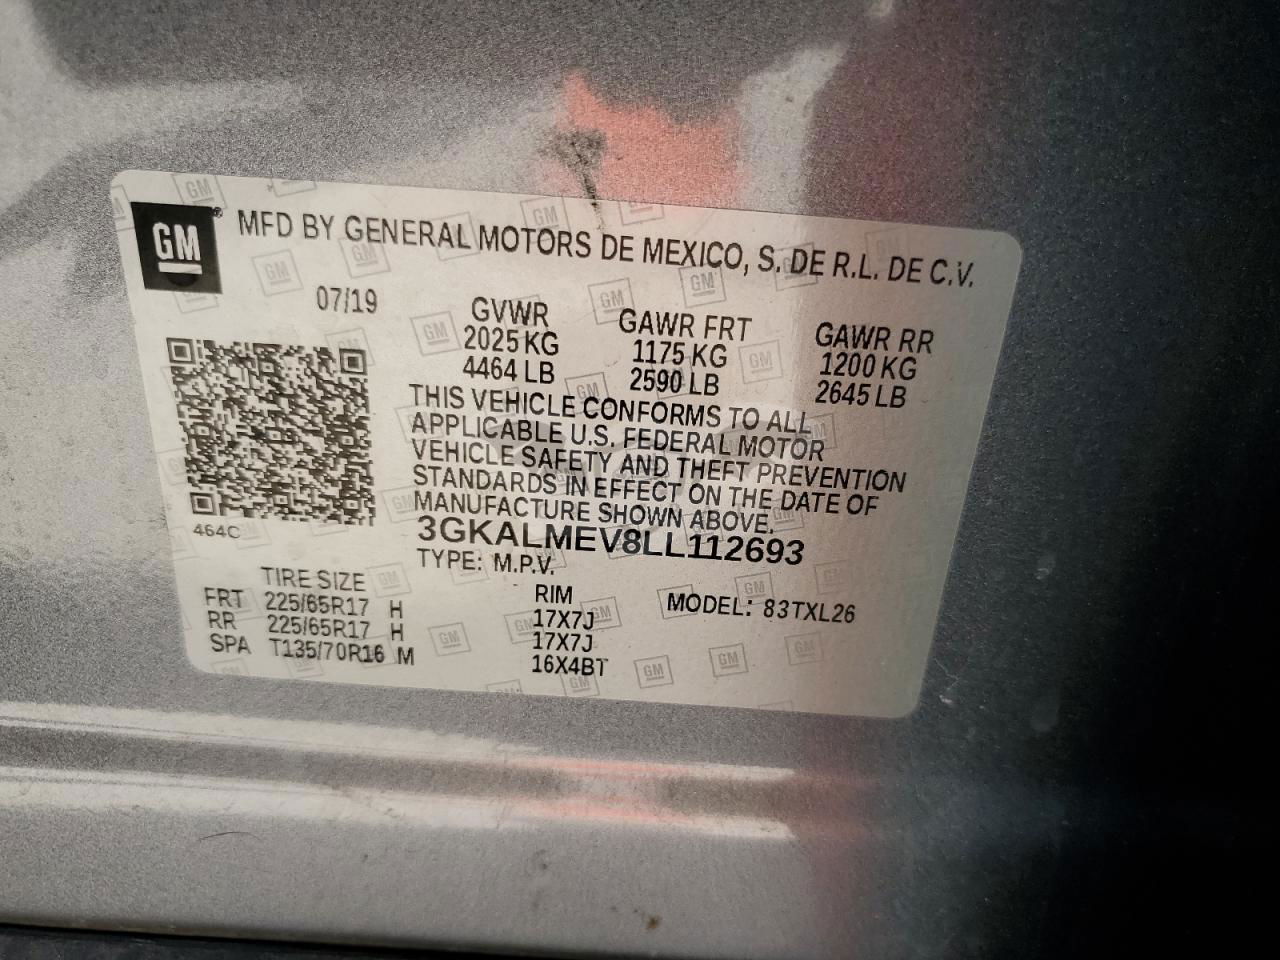 GM
MFD BY GENERAL MOTORS DE MEXICO, S. DE R.L. DE C.V.
07/19
GVWR GAWR FRT GAWR RR
2025 KG 1175 KG 1200 KG
4464 LB 2590 LB 2645 LB
THIS VEHICLE CONFORMS TO ALL
APPLICABLE U.S. FEDERAL MOTOR
VEHICLE SAFETY AND THEFT PREVENTION
STANDARDS IN EFFECT ON THE DATE OF
MANUFACTURE SHOWN ABOVE.
464C
3GKALMEV8LL112693
TYPE: M.P.V.
TIRE SIZE RIM MODEL: 83TXL26
FRT 225/65R17 H 17X7J
RR 225/65R17 H 17X7J
SPA T135/70R16 M 16X4BT